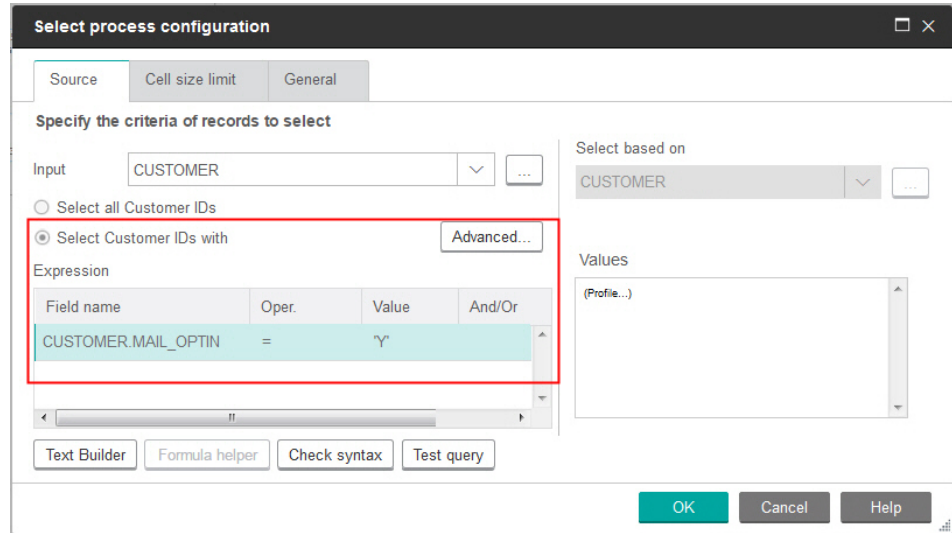 Select process configuration
Source Cell size limit General
Specify the criteria of records to select
Input CUSTOMER ...
Select all Customer IDs
Select Customer IDs with Advanced...
Expression
Field name Oper. Value And/Or
CUSTOMER.MAIL_OPTIN = 'Y'
Text Builder Formula helper Check syntax Test query
Select based on
CUSTOMER ...
Values
(Profile...)
OK Cancel Help